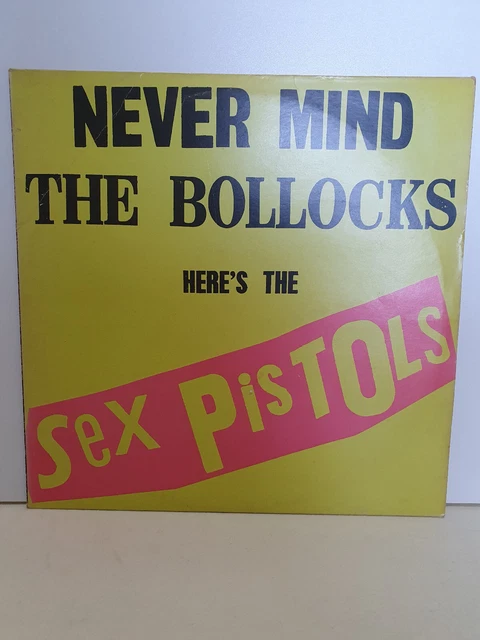 NEVER MIND
THE BOLLOCKS
HERE'S THE
Sex PisTOLs